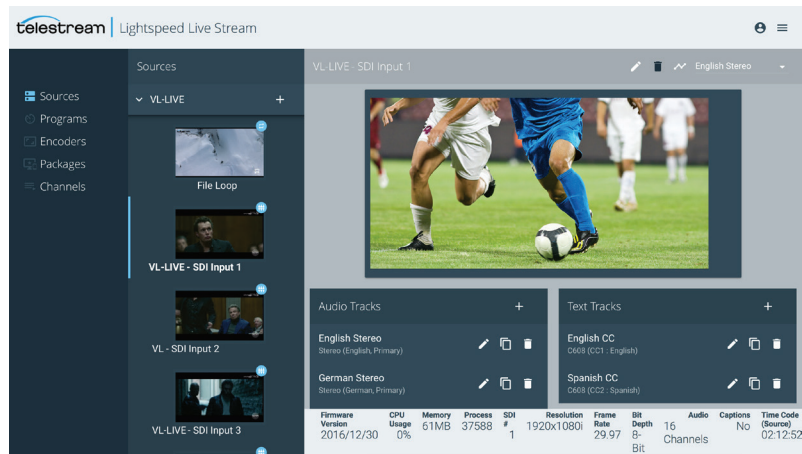 telestream | Lightspeed Live Stream
Sources
Programs
Encoders
Packages
Channels
Sources
VL-LIVE
File Loop
VL-LIVE - SDI Input 1
VL - SDI Input 2
VL-LIVE - SDI Input 3
VL-LIVE - SDI Input 1
English Stereo
Audio Tracks
English Stereo
Stereo (English, Primary)
German Stereo
Stereo (German, Primary)
Text Tracks
English CC
C608 (CC1 : English)
Spanish CC
C608 (CC2 : Spanish)
Firmware Version
2016/12/30
CPU Usage
0%
Memory
61MB
Process
37588
SDI #
1
Resolution
1920x1080i
Frame Rate
29.97
Bit Depth
8-Bit
Audio
16 Channels
Captions
No
Time Code (Source)
02:12:52